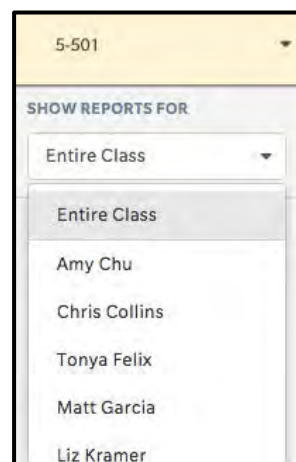 5-501
SHOW REPORTS FOR
Entire Class
Entire Class
Amy Chu
Chris Collins
Tonya Felix
Matt Garcia
Liz Kramer